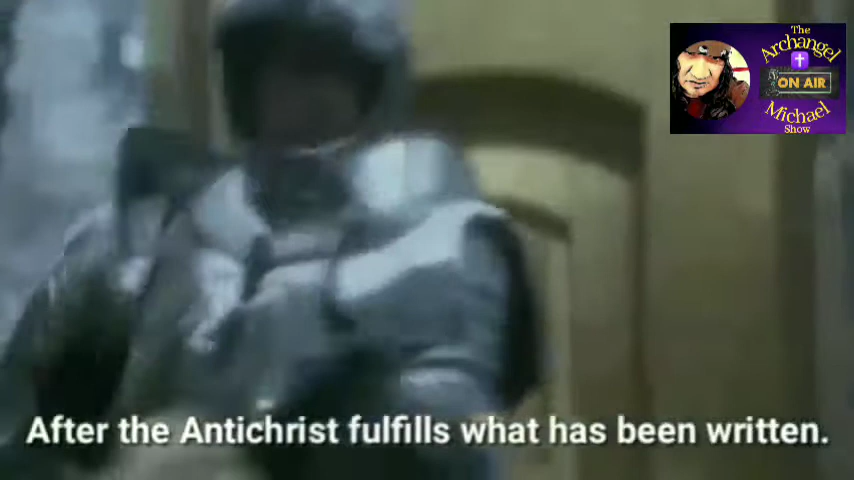 The
Archangel
ON AIR
Michael
Show
After the Antichrist fulfills what has been written.